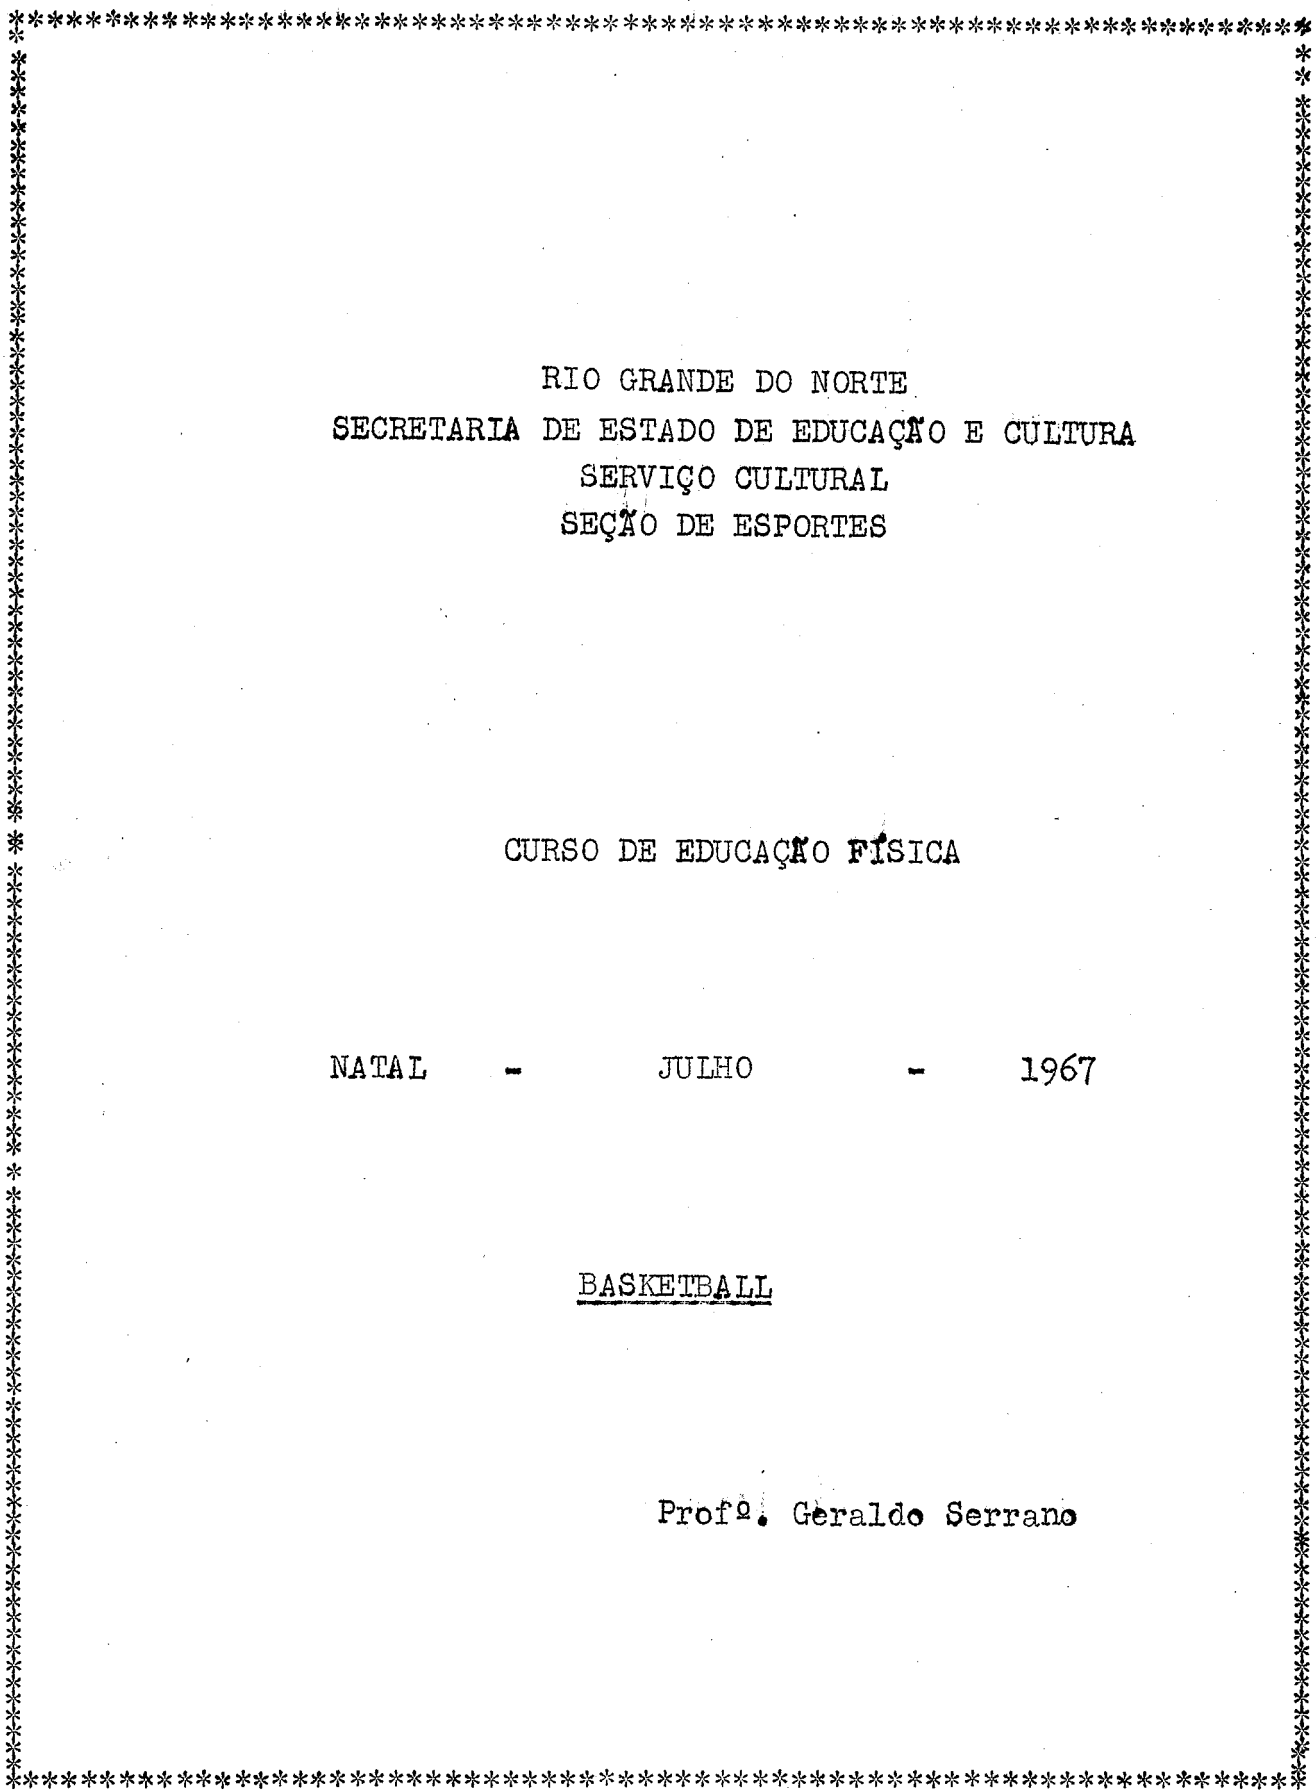 RIO GRANDE DO NORTE
SECRETARIA DE ESTADO DE EDUCAÇÃO E CULTURA
SERVIÇO CULTURAL
SEÇÃO DE ESPORTES
CURSO DE EDUCAÇÃO FÍSICA
NATAL - JULHO - 1967
BASKETBALL
Profº. Geraldo Serrano